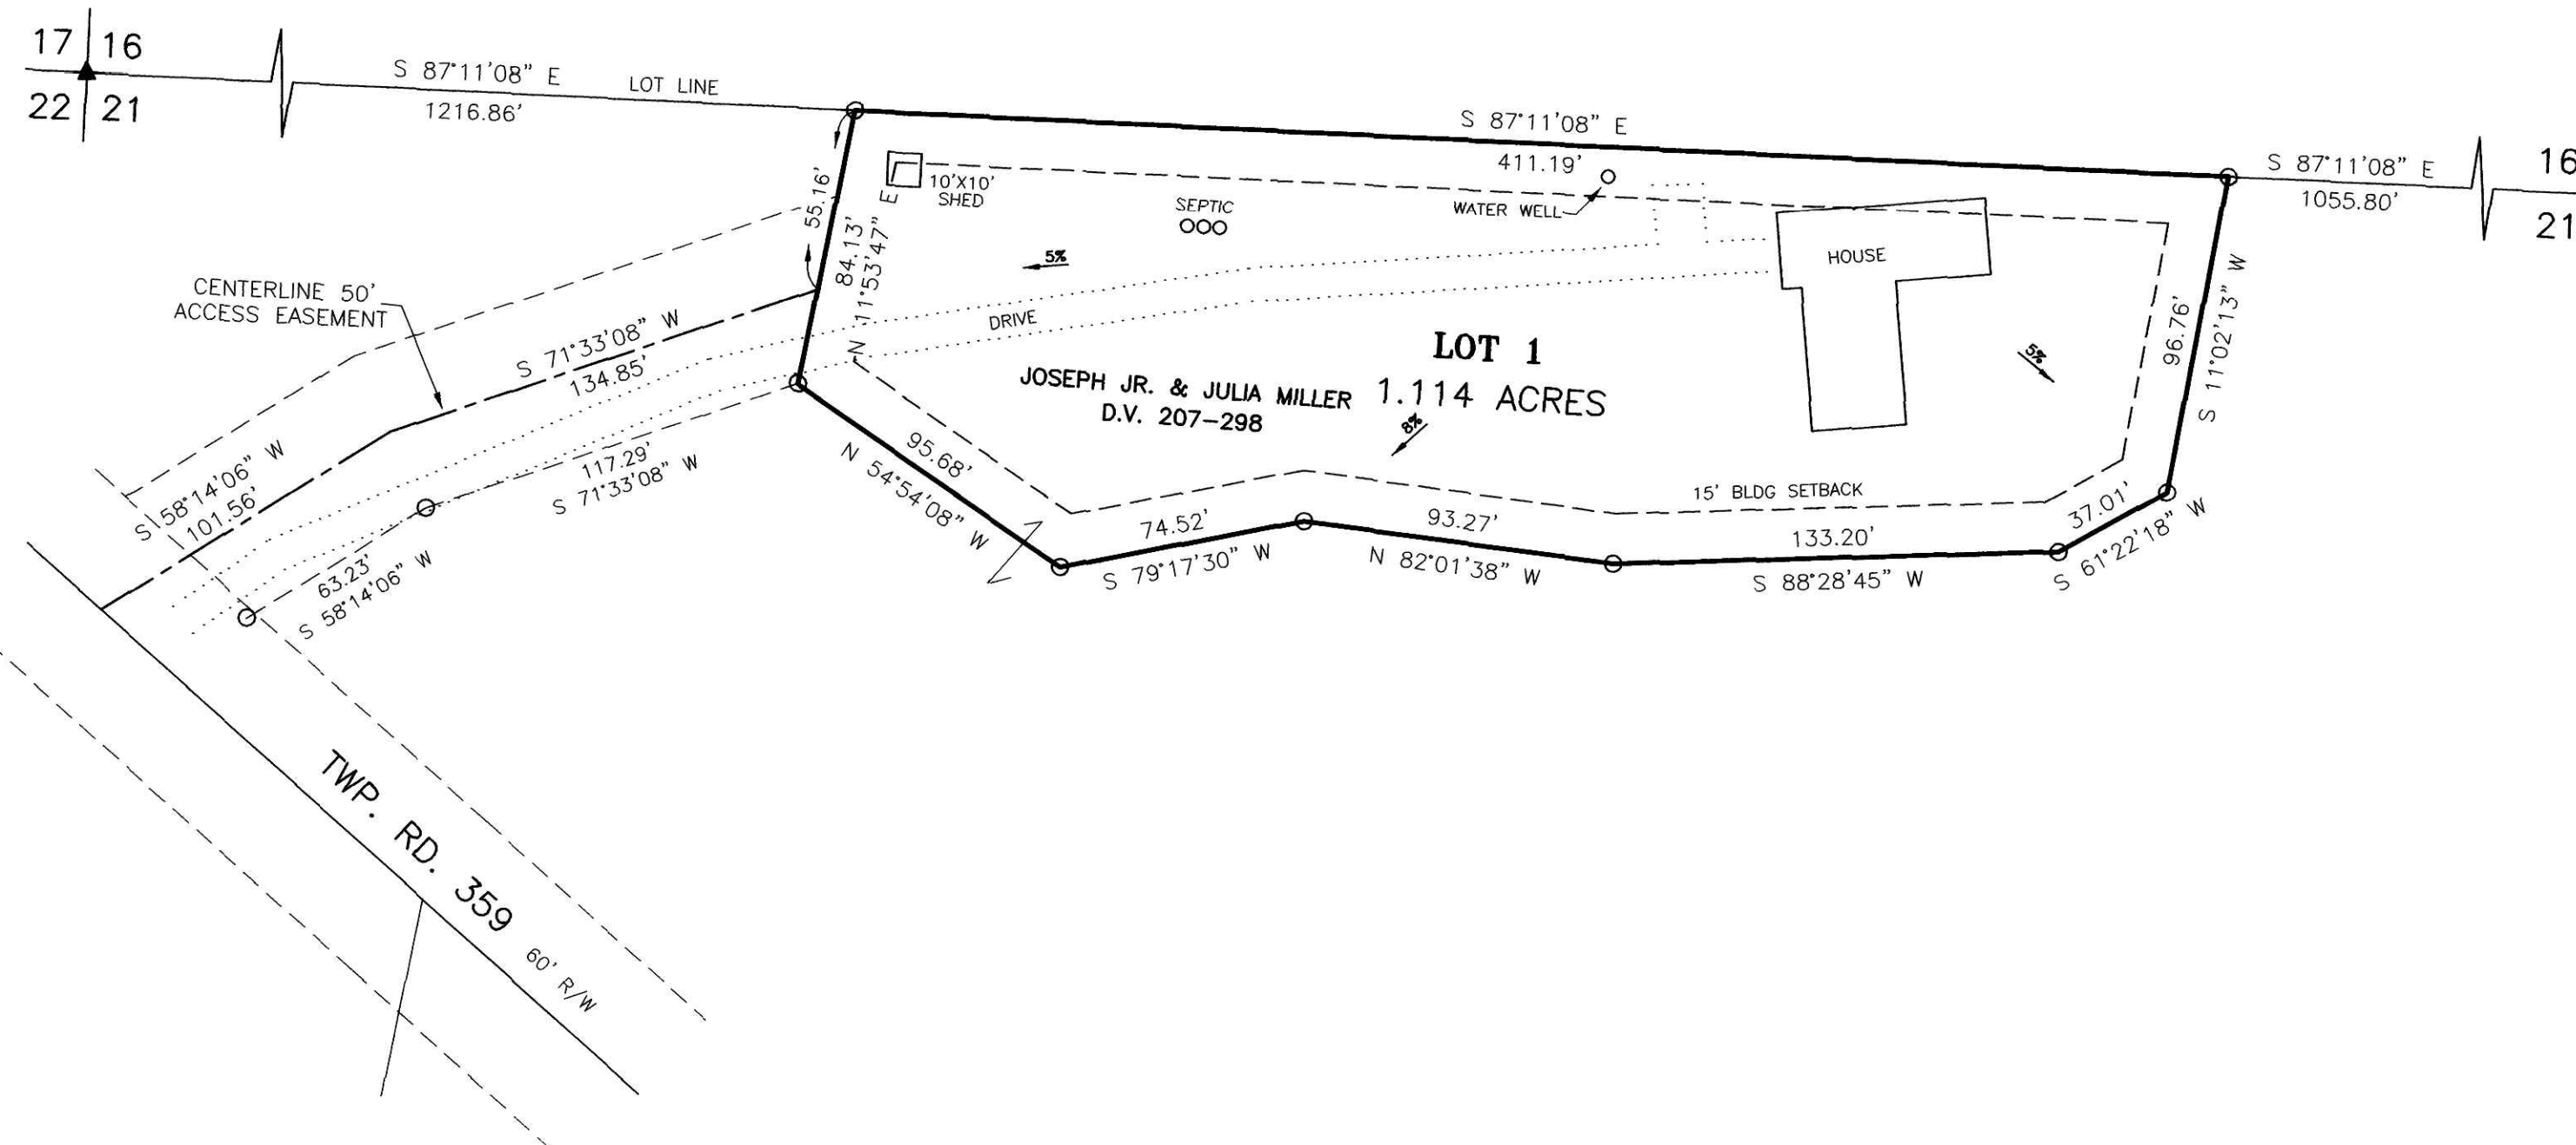 17 16
22 21
S 87°11'08" E
1216.86'
LOT LINE
S 87°11'08" E
411.19'
S 87°11'08" E
1055.80'
16
21
55.16'
84.13'
N 11°53'47" E
10'X10'
SHED
SEPTIC
WATER WELL
HOUSE
5%
DRIVE
CENTERLINE 50'
ACCESS EASEMENT
S 71°33'08" W
134.85'
LOT 1
JOSEPH JR. & JULIA MILLER
D.V. 207-298
1.114 ACRES
8%
5%
96.76'
S 11°02'13" W
S 58°14'06" W
101.56'
117.29'
S 71°33'08" W
63.23'
S 58°14'06" W
95.68'
N 54°54'08" W
74.52'
S 79°17'30" W
93.27'
N 82°01'38" W
15' BLDG SETBACK
133.20'
S 88°28'45" W
37.01'
S 61°22'18" W
TWP. RD. 359
60' R/W